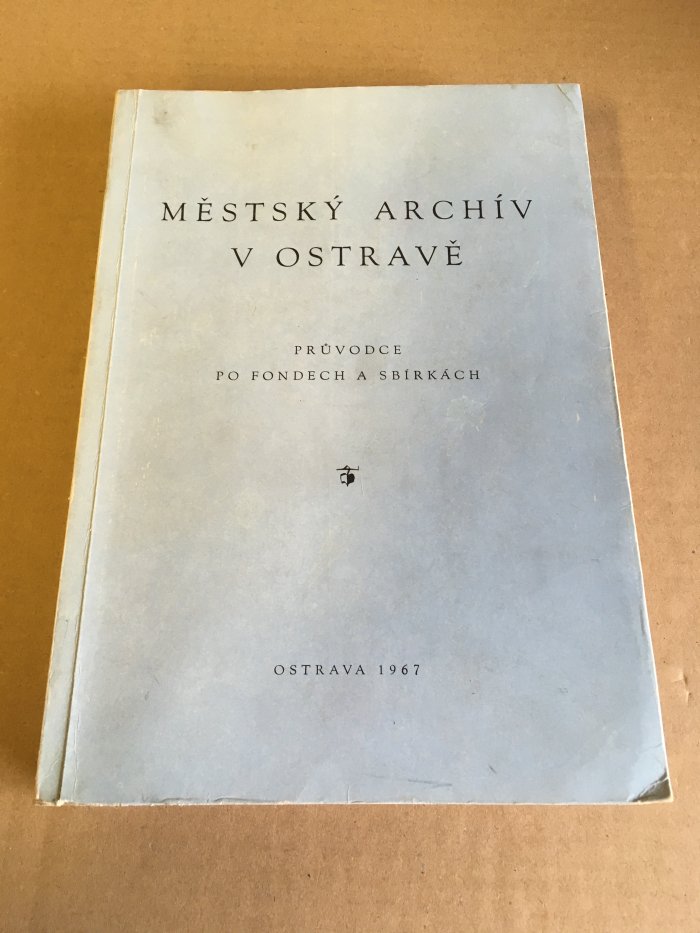 MĚSTSKÝ ARCHÍV
V OSTRAVĚ
PRŮVODCE
PO FONDECH A SBÍRKÁCH
OSTRAVA 1967